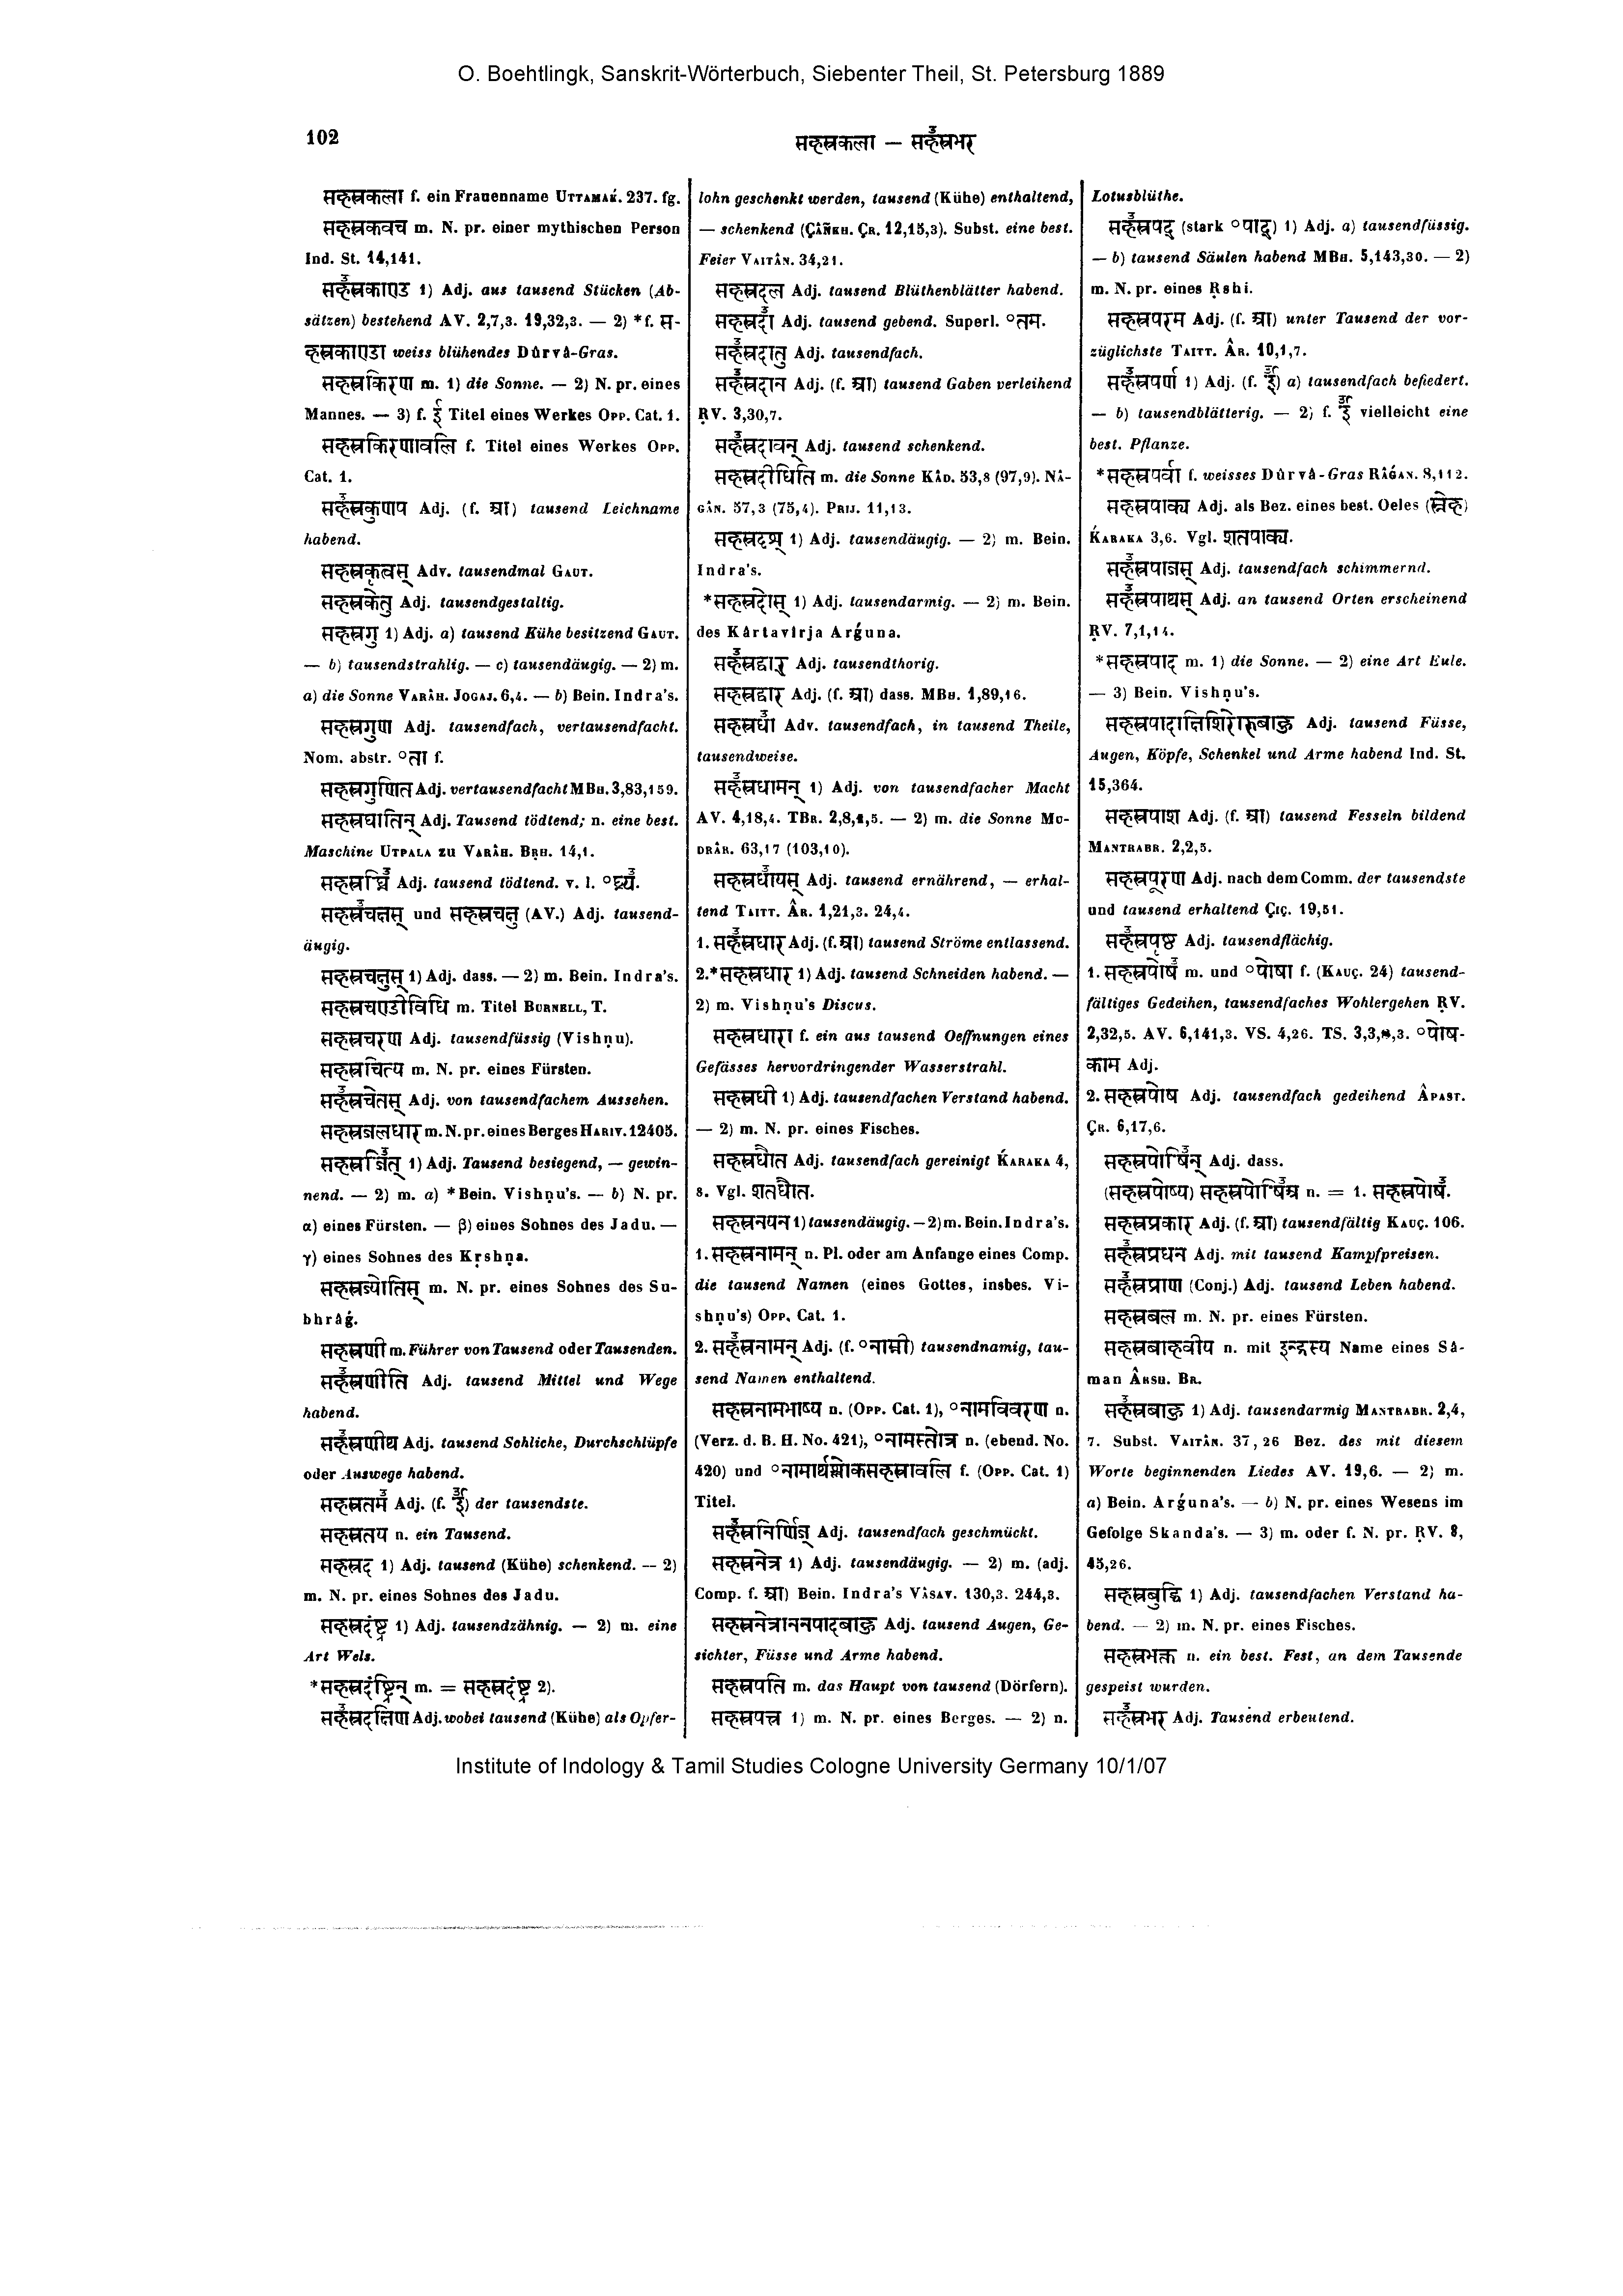 O. Boehtlingk, Sanskrit-Wörterbuch, Siebenter Theil, St. Petersburg 1889
102
सहस्रकला — सहस्रभर
सहस्रकला f. ein Frauenname Uttamak. 237. fg.
सहस्रकवच m. N. pr. einer mythischen Person
Ind. St. 14,141.
सहस्रकाण्ड 1) Adj. aus tausend Stücken (Ab-
sätzen) bestehend AV. 2,7,3. 19,32,3. — 2) *f. स-
हस्रकाण्डा weiss blühendes Dûrvâ-Gras.
सहस्रकिरण m. 1) die Sonne. — 2) N. pr. eines
Mannes. — 3) f. ई Titel eines Werkes Opp. Cat. 1.
सहस्रकिरणावलि f. Titel eines Werkes Opp.
Cat. 1.
सहस्रकुणप Adj. (f. आ) tausend Leichname
habend.
सहस्रकृत्वस् Adv. tausendmal Gaut.
सहस्रकेतु Adj. tausendgestaltig.
सहस्रगु 1) Adj. a) tausend Kühe besitzend Gaut.
— b) tausendstrahlig. — c) tausendäugig. — 2) m.
a) die Sonne Varâh. Jogaj. 6,4. — b) Bein. Indra's.
सहस्रगुण Adj. tausendfach, vertausendfacht.
Nom. abstr. °ता f.
सहस्रगुणित Adj. vertausendfacht MBh. 3,83,159.
सहस्रघातिन् Adj. Tausend tödtend; n. eine best.
Maschine Utpala zu Varâh. Bṛh. 14,1.
सहस्रघ्नि Adj. tausend tödtend. v. l. °घ्न्य.
सहस्रचक्षस् und सहस्रचक्षु (AV.) Adj. tausend-
äugig.
सहस्रचक्षुस् 1) Adj. dass. — 2) m. Bein. Indra's.
सहस्रचण्डीविधि m. Titel Burnell, T.
सहस्रचरण Adj. tausendfüssig (Vishṇu).
सहस्रचित्य m. N. pr. eines Fürsten.
सहस्रचेतस् Adj. von tausendfachem Aussehen.
सहस्रजलधार m. N. pr. eines Berges Hariv. 12405.
सहस्रजित् 1) Adj. Tausend besiegend, — gewin-
nend. — 2) m. a) *Bein. Vishṇu's. — b) N. pr.
α) eines Fürsten. — β) eines Sohnes des Jadu. —
γ) eines Sohnes des Kṛshṇa.
सहस्रज्योतिस् m. N. pr. eines Sohnes des Su-
bhrâǵ.
सहस्रणी m. Führer von Tausend oder Tausenden.
सहस्रणीति Adj. tausend Mittel und Wege
habend.
सहस्रणीथ Adj. tausend Schliche, Durchschlüpfe
oder Auswege habend.
सहस्रतम Adj. (f. ई) der tausendste.
सहस्रतय n. ein Tausend.
सहस्रद 1) Adj. tausend (Kühe) schenkend. — 2)
m. N. pr. eines Sohnes des Jadu.
सहस्रदंष्ट्र 1) Adj. tausendzähnig. — 2) m. eine
Art Wels.
*सहस्रदंष्ट्रिन् m. = सहस्रदंष्ट्र 2).
सहस्रदक्षिण Adj. wobei tausend (Kühe) als Opfer-
lohn geschenkt werden, tausend (Kühe) enthaltend,
— schenkend (Çâñkh. Çr. 12,15,3). Subst. eine best.
Feier Vaitân. 34,21.
सहस्रदल Adj. tausend Blüthenblätter habend.
सहस्रदा Adj. tausend gebend. Superl. °तम.
सहस्रदातु Adj. tausendfach.
सहस्रदान Adj. (f. आ) tausend Gaben verleihend
RV. 3,30,7.
सहस्रदावन् Adj. tausend schenkend.
सहस्रदीधिति m. die Sonne Kâd. 53,8 (97,9). Nâ-
gân. 57,3 (75,4). Prij. 11,13.
सहस्रदृश् 1) Adj. tausendäugig. — 2) m. Bein.
Indra's.
*सहस्रदोस् 1) Adj. tausendarmig. — 2) m. Bein.
des Kârtavîrja Arǵuna.
सहस्रद्वार् Adj. tausendthorig.
सहस्रद्वार Adj. (f. आ) dass. MBh. 1,89,16.
सहस्रधा Adv. tausendfach, in tausend Theile,
tausendweise.
सहस्रधामन् 1) Adj. von tausendfacher Macht
AV. 4,18,4. TBr. 2,8,1,5. — 2) m. die Sonne Mu-
drâr. 63,17 (103,10).
सहस्रधायस् Adj. tausend ernährend, — erhal-
tend Taitt. Âr. 1,21,3. 24,4.
1. सहस्रधार Adj. (f. आ) tausend Ströme entlassend.
2.*सहस्रधार 1) Adj. tausend Schneiden habend. —
2) m. Vishṇu's Discus.
सहस्रधारा f. ein aus tausend Oeffnungen eines
Gefässes hervordringender Wasserstrahl.
सहस्रधी 1) Adj. tausendfachen Verstand habend.
— 2) m. N. pr. eines Fisches.
सहस्रधौत Adj. tausendfach gereinigt Karaka 4,
8. Vgl. शतधौत.
सहस्रनयन 1) tausendäugig. — 2) m. Bein. Indra's.
1. सहस्रनामन् n. Pl. oder am Anfange eines Comp.
die tausend Namen (eines Gottes, insbes. Vi-
shṇu's) Opp. Cat. 1.
2. सहस्रनामन् Adj. (f. °नाम्नी) tausendnamig, tau-
send Namen enthaltend.
सहस्रनामभाष्य n. (Opp. Cat. 1), °नामविवरण n.
(Verz. d. B. H. No. 421), °नामस्तोत्र n. (ebend. No.
420) und °नामार्थश्लोकसहस्रावलि f. (Opp. Cat. 1)
Titel.
सहस्रनिर्णिज् Adj. tausendfach geschmückt.
सहस्रनेत्र 1) Adj. tausendäugig. — 2) m. (adj.
Comp. f. आ) Bein. Indra's Vâsav. 130,3. 244,3.
सहस्रनेत्राननपादबाहु Adj. tausend Augen, Ge-
sichter, Füsse und Arme habend.
सहस्रपति m. das Haupt von tausend (Dörfern).
सहस्रपत्त्र 1) m. N. pr. eines Berges. — 2) n.
Lotusblüthe.
सहस्रपद् (stark °पाद्) 1) Adj. a) tausendfüssig.
— b) tausend Säulen habend MBh. 5,143,30. — 2)
m. N. pr. eines Ṛshi.
सहस्रपरम Adj. (f. आ) unter Tausend der vor-
züglichste Taitt. Âr. 10,1,7.
सहस्रपर्ण 1) Adj. (f. ई) a) tausendfach befiedert.
— b) tausendblätterig. — 2) f. ई vielleicht eine
best. Pflanze.
*सहस्रपर्वा f. weisses Dûrvâ-Gras Râǵan. 8,112.
सहस्रपाक्य Adj. als Bez. eines best. Oeles (स्नेह)
Karaka 3,6. Vgl. शतपाक्य.
सहस्रपाजस् Adj. tausendfach schimmernd.
सहस्रपाथस् Adj. an tausend Orten erscheinend
RV. 7,1,14.
*सहस्रपाद m. 1) die Sonne. — 2) eine Art Eule.
— 3) Bein. Vishṇu's.
सहस्रपादाक्षिशिरोरुबाहु Adj. tausend Füsse,
Augen, Köpfe, Schenkel und Arme habend Ind. St.
15,364.
सहस्रपाश Adj. (f. आ) tausend Fesseln bildend
Mantrabr. 2,2,5.
सहस्रपूरण Adj. nach dem Comm. der tausendste
und tausend erhaltend Çiç. 19,51.
सहस्रपृष्ठ Adj. tausendflächig.
1. सहस्रपोष m. und °पोषा f. (Kauç. 24) tausend-
fältiges Gedeihen, tausendfaches Wohlergehen RV.
2,32,5. AV. 6,141,3. VS. 4,26. TS. 3,3,8,3. °पोष-
काम Adj.
2. सहस्रपोष Adj. tausendfach gedeihend Âpast.
Çr. 6,17,6.
सहस्रपोषिन् Adj. dass.
(सहस्रपोष्य) सहस्रपोषिअ n. = 1. सहस्रपोष.
सहस्रप्रकार Adj. (f. आ) tausendfältig Kauç. 106.
सहस्रप्रधन Adj. mit tausend Kampfpreisen.
सहस्रप्राण (Conj.) Adj. tausend Leben habend.
सहस्रबल m. N. pr. eines Fürsten.
सहस्रबाहवीय n. mit इन्द्रस्य Name eines Sâ-
man Ârsh. Br.
सहस्रबाहु 1) Adj. tausendarmig Mantrabr. 2,4,
7. Subst. Vaitân. 37,26 Bez. des mit diesem
Worte beginnenden Liedes AV. 19,6. — 2) m.
a) Bein. Arǵuna's. — b) N. pr. eines Wesens im
Gefolge Skanda's. — 3) m. oder f. N. pr. RV. 8,
45,26.
सहस्रबुद्धि 1) Adj. tausendfachen Verstand ha-
bend. — 2) m. N. pr. eines Fisches.
सहस्रभक्त n. ein best. Fest, an dem Tausende
gespeist wurden.
सहस्रभर Adj. Tausend erbeutend.
Institute of Indology & Tamil Studies Cologne University Germany 10/1/07